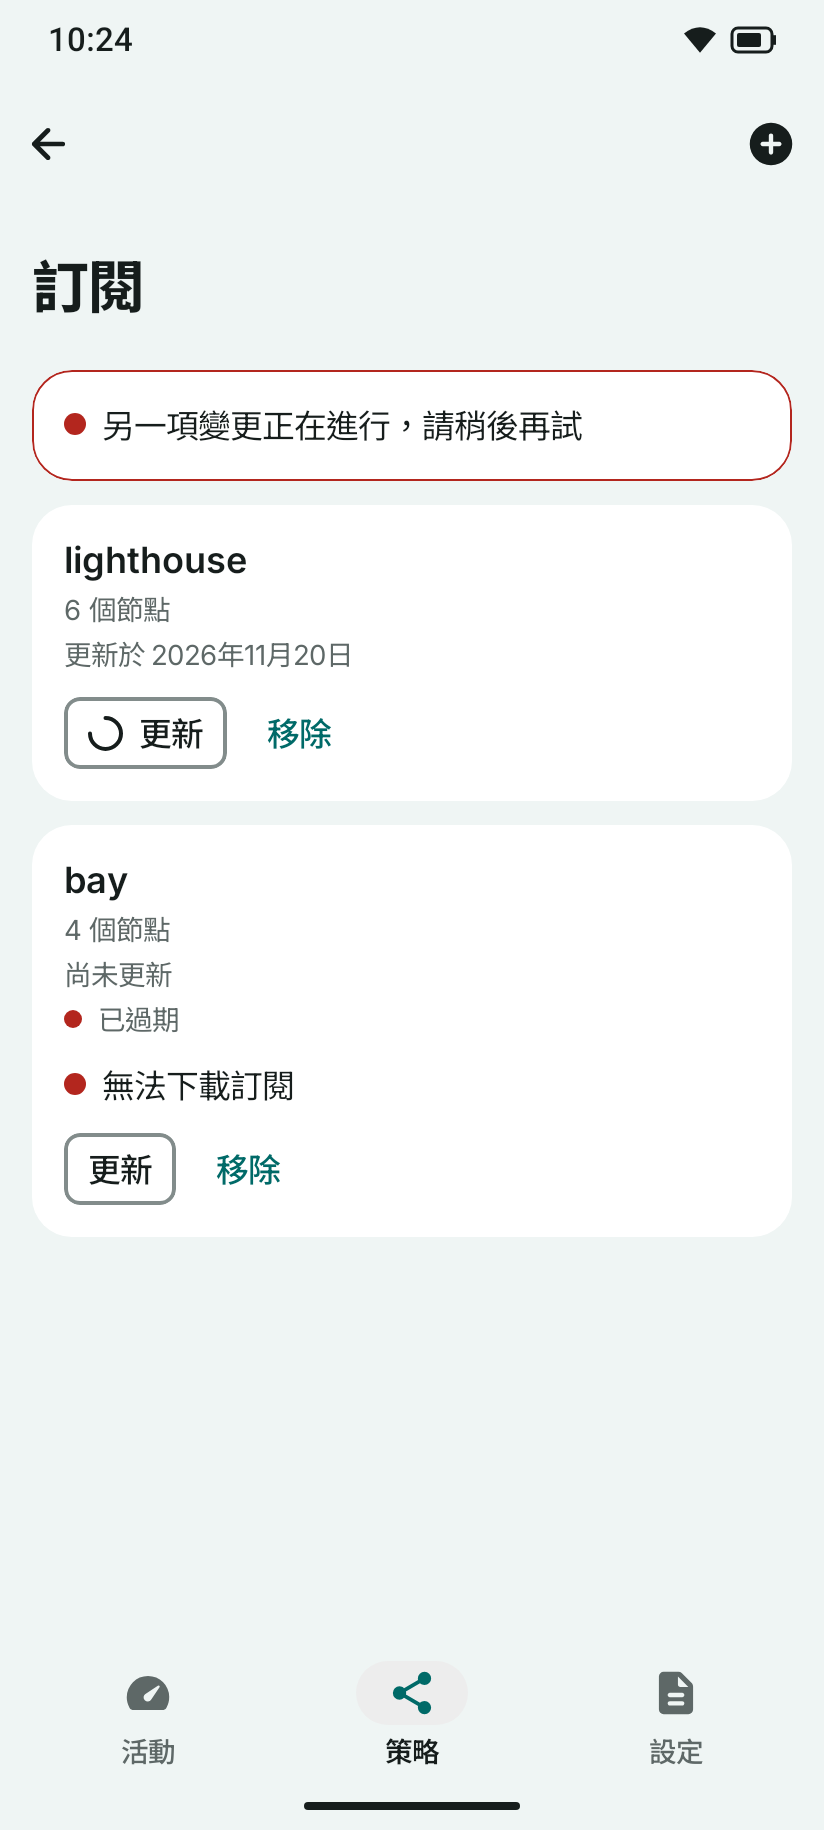 10:24
訂閱
另一項變更正在進行，請稍後再試
lighthouse
6 個節點
更新於 2026年11月20日
更新
移除
bay
4 個節點
尚未更新
已過期
無法下載訂閱
更新
移除
活動
策略
設定